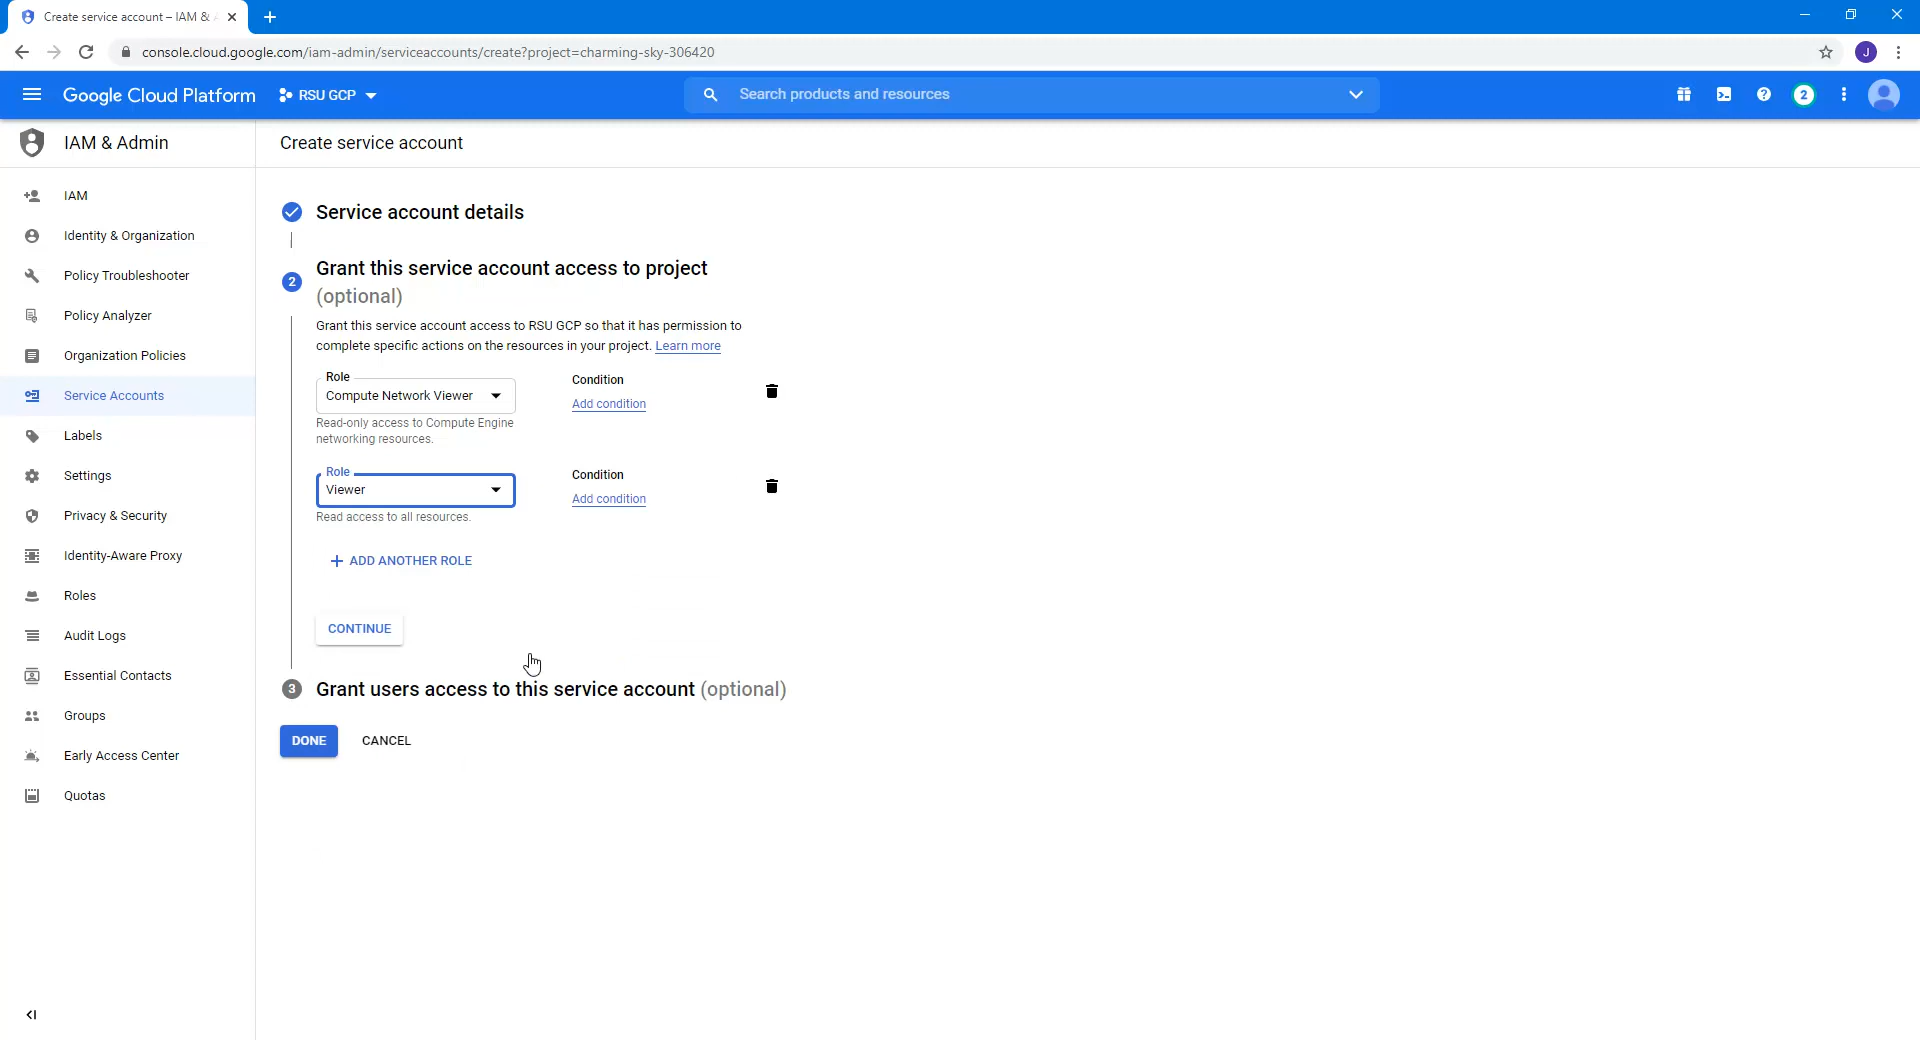 Create service account – IAM &
console.cloud.google.com/iam-admin/serviceaccounts/create?project=charming-sky-306420
J
Google Cloud Platform
RSU GCP
Search products and resources
2
IAM & Admin
Create service account
IAM
Identity & Organization
Policy Troubleshooter
Policy Analyzer
Organization Policies
Service Accounts
Labels
Settings
Privacy & Security
Identity-Aware Proxy
Roles
Audit Logs
Essential Contacts
Groups
Early Access Center
Quotas
Service account details
2
Grant this service account access to project
(optional)
Grant this service account access to RSU GCP so that it has permission to
complete specific actions on the resources in your project. Learn more
Role
Compute Network Viewer
Condition
Add condition
Read-only access to Compute Engine
networking resources.
Role
Viewer
Condition
Add condition
Read access to all resources.
ADD ANOTHER ROLE
CONTINUE
3
Grant users access to this service account (optional)
DONE
CANCEL